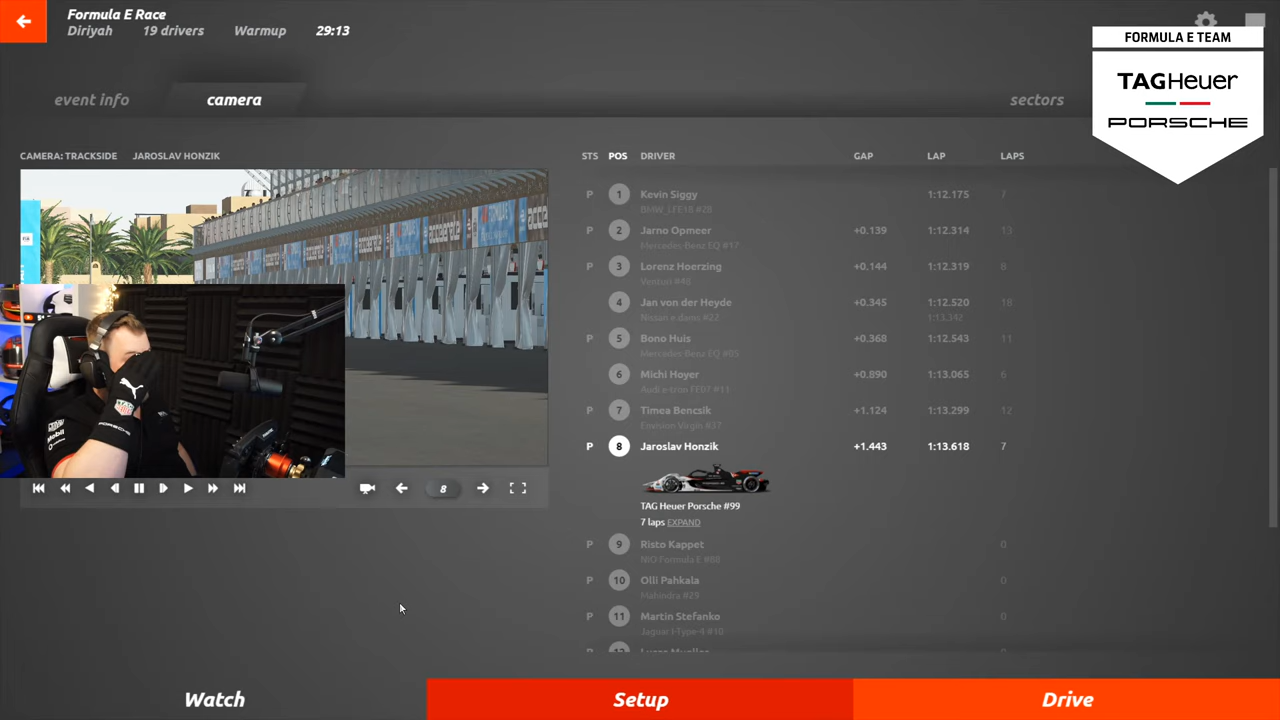 Formula E Race
Diriyah 19 drivers Warmup 29:13
FORMULA E TEAM
TAGHeuer
PORSCHE
event info camera sectors
CAMERA: TRACKSIDE JAROSLAV HONZIK
STS POS DRIVER GAP LAP LAPS
P 1 Kevin Siggy 1:12.175 7
BMW_LFE18 #28
P 2 Jarno Opmeer +0.139 1:12.314 13
Mercedes-Benz EQ #17
P 3 Lorenz Hoerzing +0.144 1:12.319 8
Venturi #48
4 Jan von der Heyde +0.345 1:12.520 18
Nissan e.dams #22 1:13.342
P 5 Bono Huis +0.368 1:12.543 11
Mercedes-Benz EQ #05
P 6 Michi Hoyer +0.890 1:13.065 6
Audi e-tron FE07 #11
P 7 Timea Bencsik +1.124 1:13.299 12
Envision Virgin #37
P 8 Jaroslav Honzik +1.443 1:13.618 7
TAG Heuer Porsche #99
7 laps EXPAND
P 9 Risto Kappet 0
NIO Formula E #88
P 10 Olli Pahkala 0
Mahindra #29
P 11 Martin Stefanko 0
Jaguar I-Type-4 #10
8
Watch Setup Drive